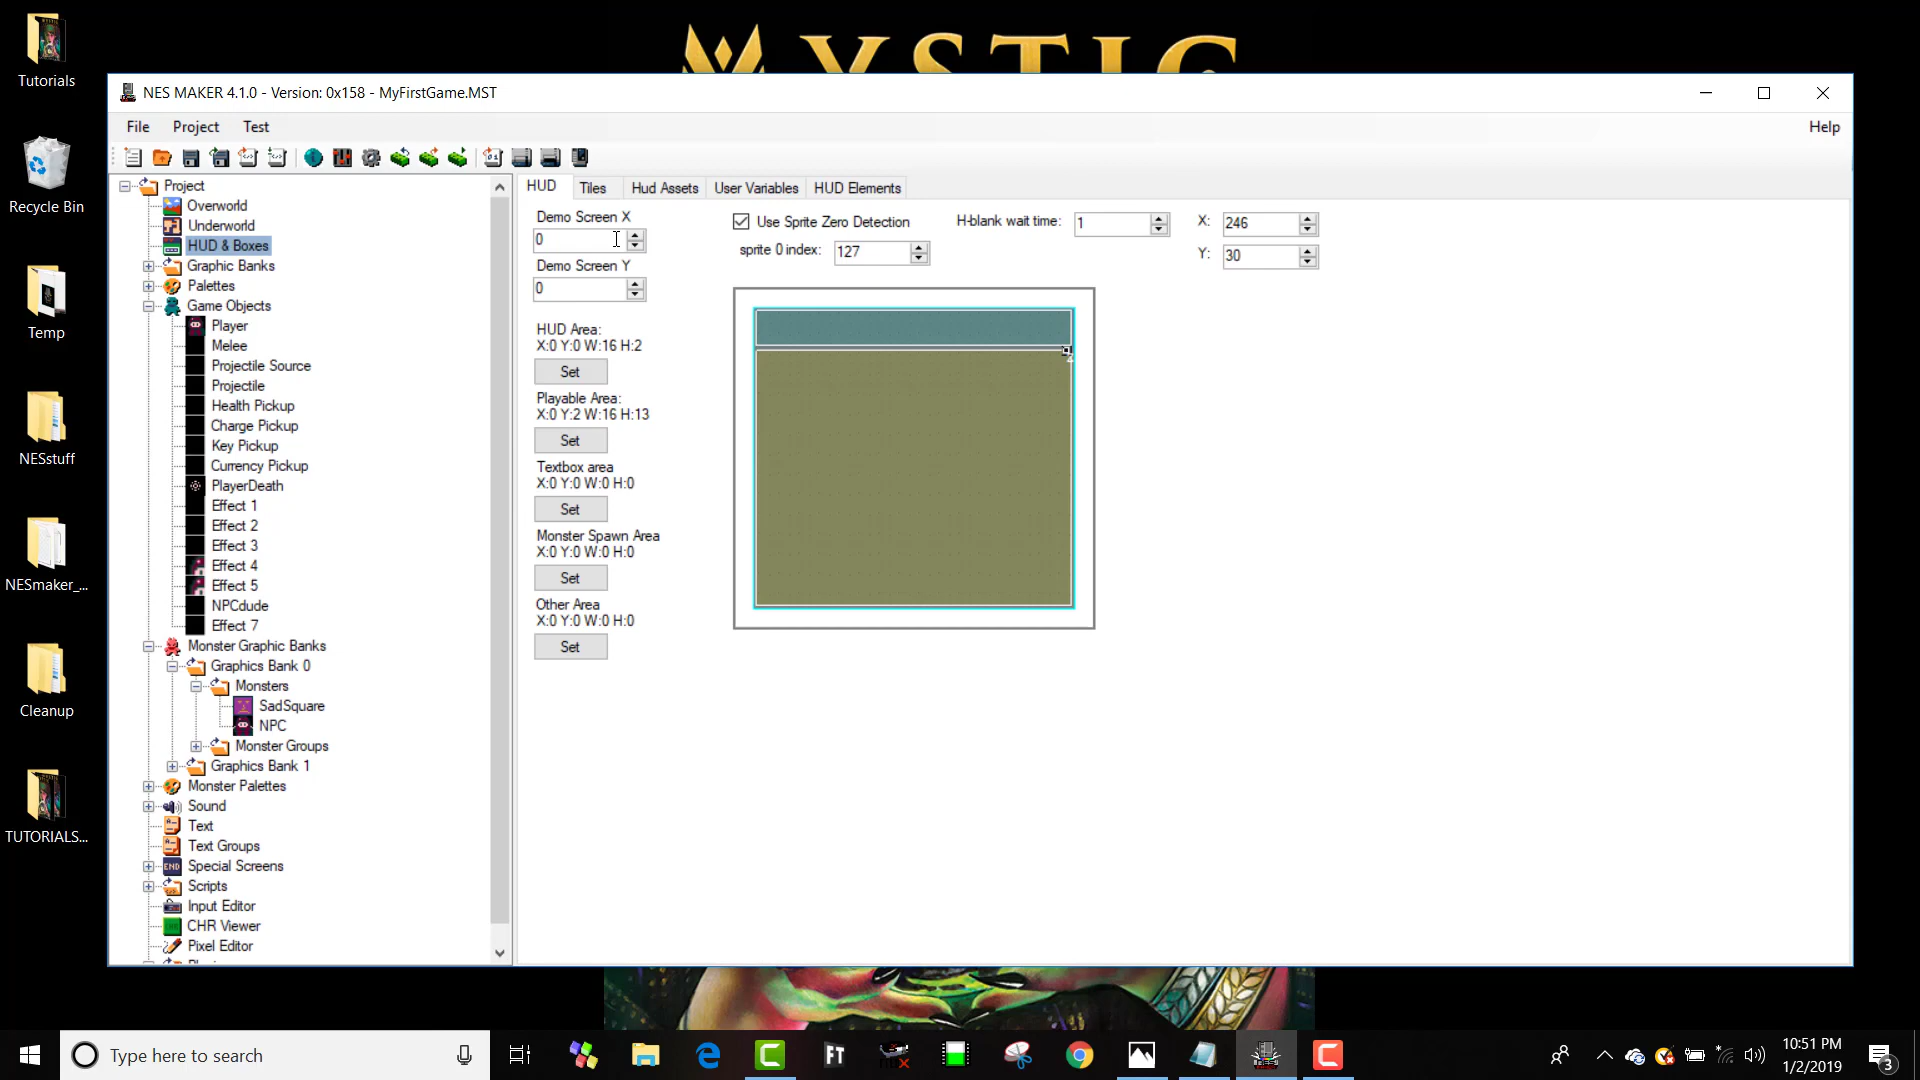 MYSTIC
Tutorials
Recycle Bin
Temp
NESstuff
NESmaker_...
Cleanup
TUTORIALS...
NES MAKER 4.1.0 - Version: 0x158 - MyFirstGame.MST
File Project Test Help
Project
Overworld
Underworld
HUD & Boxes
Graphic Banks
Palettes
Game Objects
Player
Melee
Projectile Source
Projectile
Health Pickup
Charge Pickup
Key Pickup
Currency Pickup
PlayerDeath
Effect 1
Effect 2
Effect 3
Effect 4
Effect 5
NPCdude
Effect 7
Monster Graphic Banks
Graphics Bank 0
Monsters
SadSquare
NPC
Monster Groups
Graphics Bank 1
Monster Palettes
Sound
Text
Text Groups
Special Screens
Scripts
Input Editor
CHR Viewer
Pixel Editor
HUD Tiles Hud Assets User Variables HUD Elements
Demo Screen X
0
Demo Screen Y
0
HUD Area:
X:0 Y:0 W:16 H:2
Set
Playable Area:
X:0 Y:2 W:16 H:13
Set
Textbox area
X:0 Y:0 W:0 H:0
Set
Monster Spawn Area
X:0 Y:0 W:0 H:0
Set
Other Area
X:0 Y:0 W:0 H:0
Set
Use Sprite Zero Detection
sprite 0 index: 127
H-blank wait time: 1
X: 246
Y: 30
Type here to search
FT
10:51 PM
1/2/2019
3